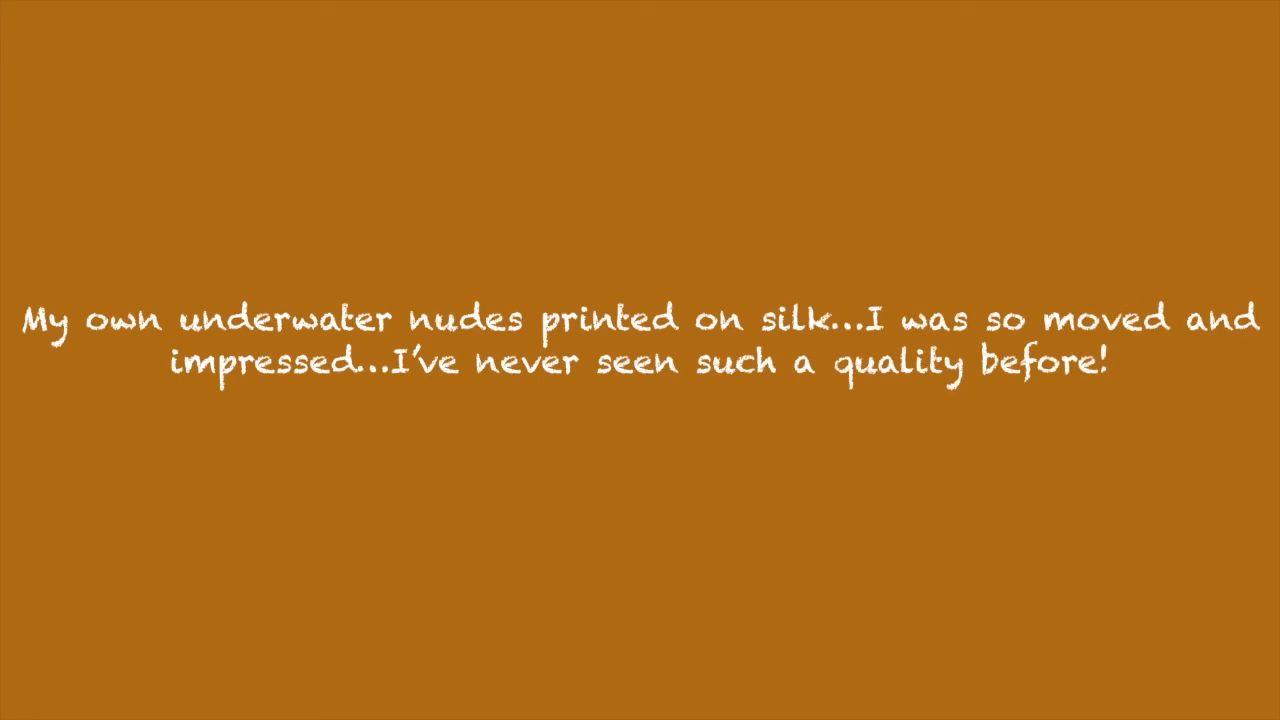 My own underwater nudes printed on silk...I was so moved and
impressed...I've never seen such a quality before!